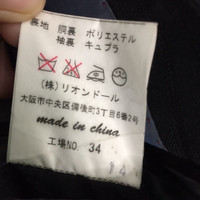 裏地 胴裏 ポリエステル
袖裏 キュプラ
(株)リオンドール
大阪市中央区備後町3丁目6番2号
made in china
工場NO. 34
14